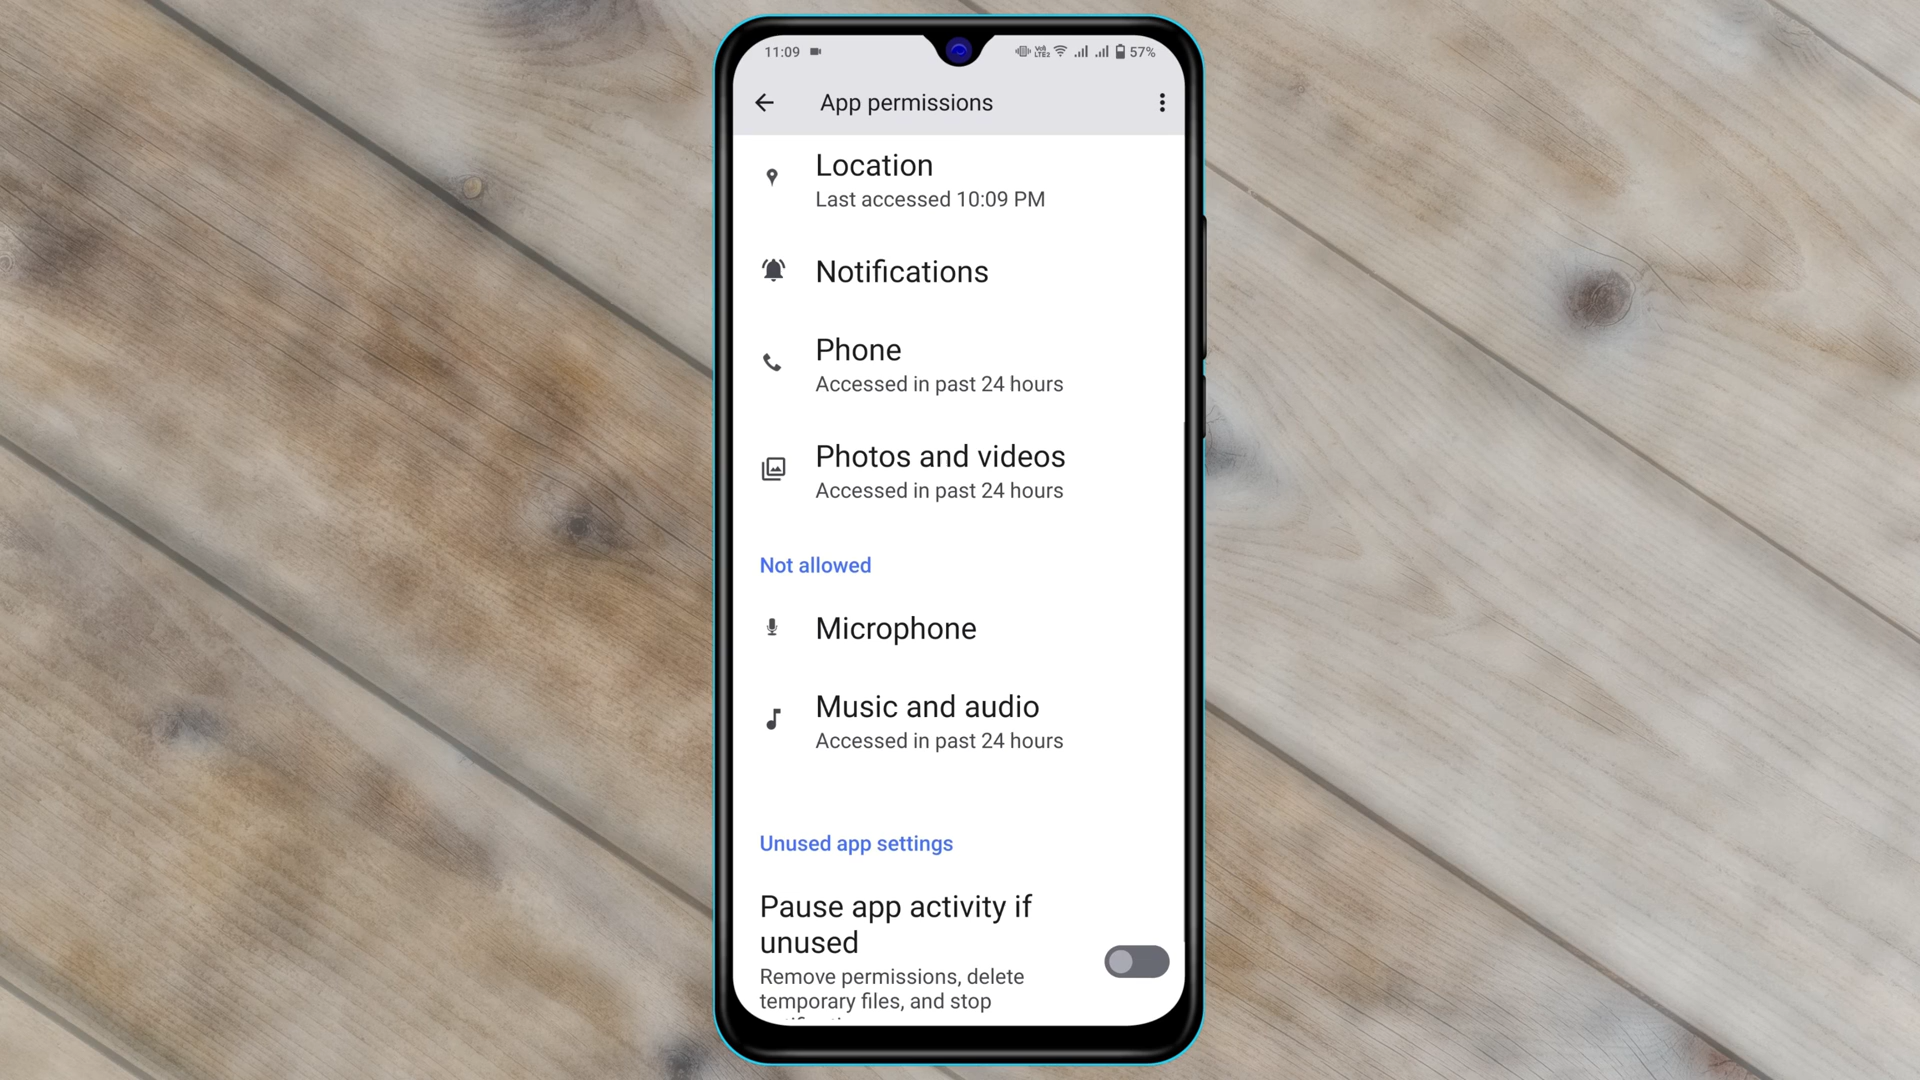 11:09 57%
App permissions
Location
Last accessed 10:09 PM
Notifications
Phone
Accessed in past 24 hours
Photos and videos
Accessed in past 24 hours
Not allowed
Microphone
Music and audio
Accessed in past 24 hours
Unused app settings
Pause app activity if
unused
Remove permissions, delete
temporary files, and stop